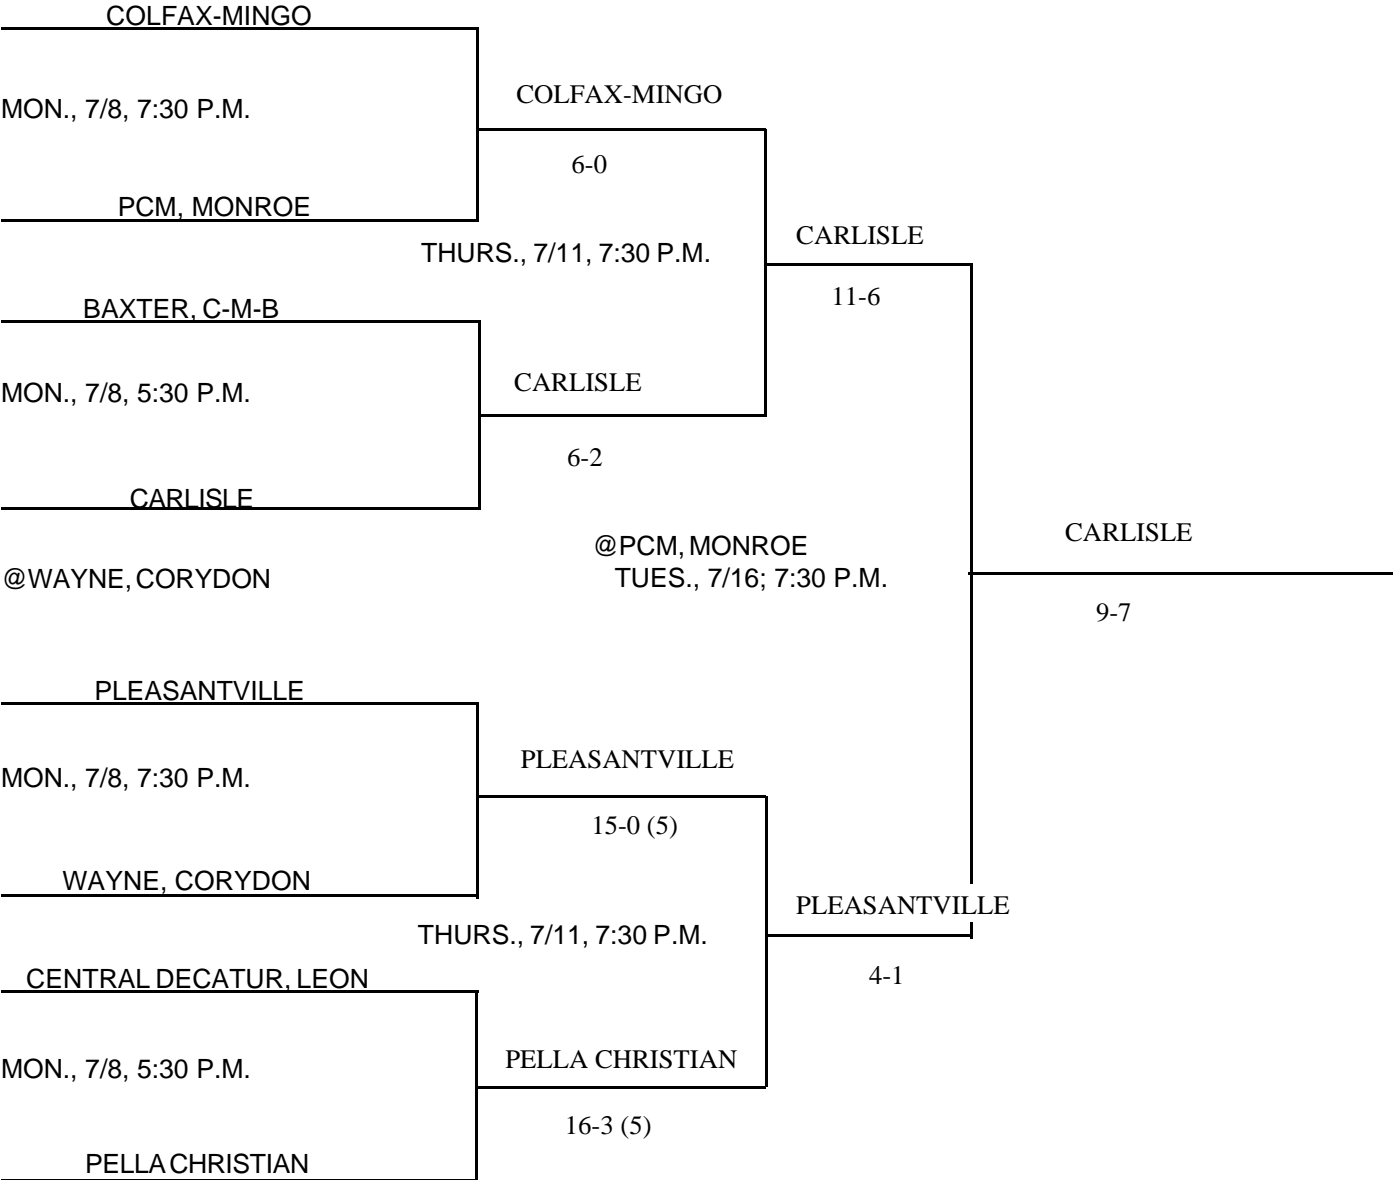 COLFAX-MINGO
COLFAX-MINGO
MON., 7/8, 7:30 P.M.
6-0
PCM, MONROE
CARLISLE
THURS., 7/11, 7:30 P.M.
11-6
BAXTER, C-M-B
CARLISLE
MON., 7/8, 5:30 P.M.
6-2
CARLISLE
CARLISLE
@PCM, MONROE
@WAYNE, CORYDON
TUES., 7/16; 7:30 P.M.
9-7
PLEASANTVILLE
PLEASANTVILLE
MON., 7/8, 7:30 P.M.
15-0 (5)
WAYNE, CORYDON
PLEASANTVILLE
THURS., 7/11, 7:30 P.M.
CENTRAL DECATUR, LEON
4-1
PELLA CHRISTIAN
MON., 7/8, 5:30 P.M.
16-3 (5)
PELLA CHRISTIAN